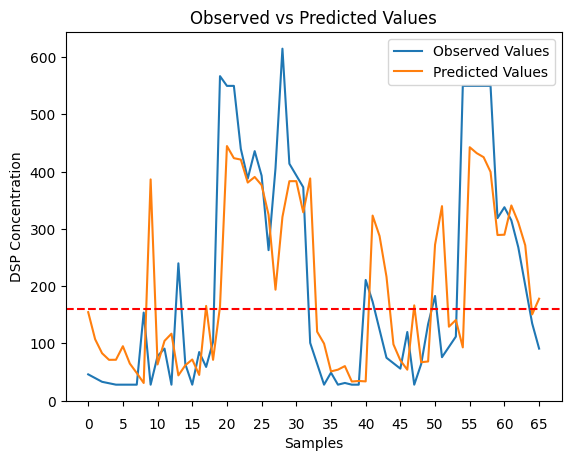 Observed vs Predicted Values
Observed Values
Predicted Values
600
500
400
300
200
100
0
DSP Concentration
0 5 10 15 20 25 30 35 40 45 50 55 60 65
Samples